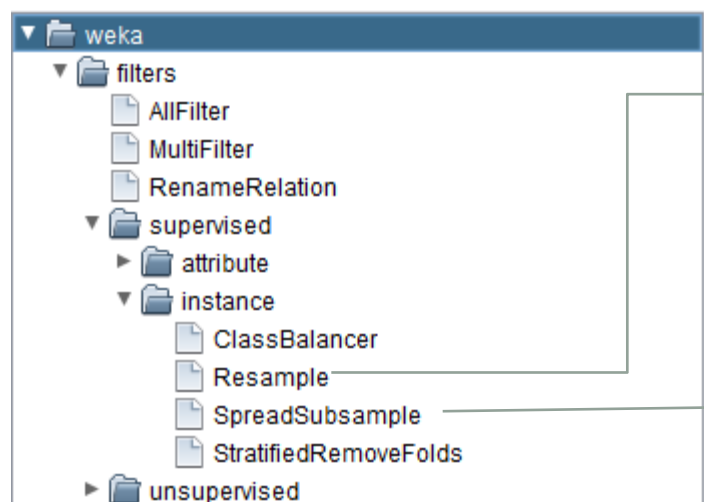 weka
filters
AllFilter
MultiFilter
RenameRelation
supervised
attribute
instance
ClassBalancer
Resample
SpreadSubsample
StratifiedRemoveFolds
unsupervised